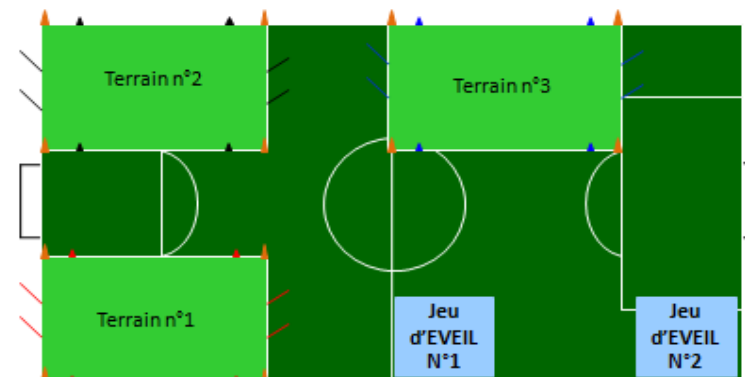 Terrain n°2
Terrain n°3
Terrain n°1
Jeu
d'EVEIL
N°1
Jeu
d'EVEIL
N°2